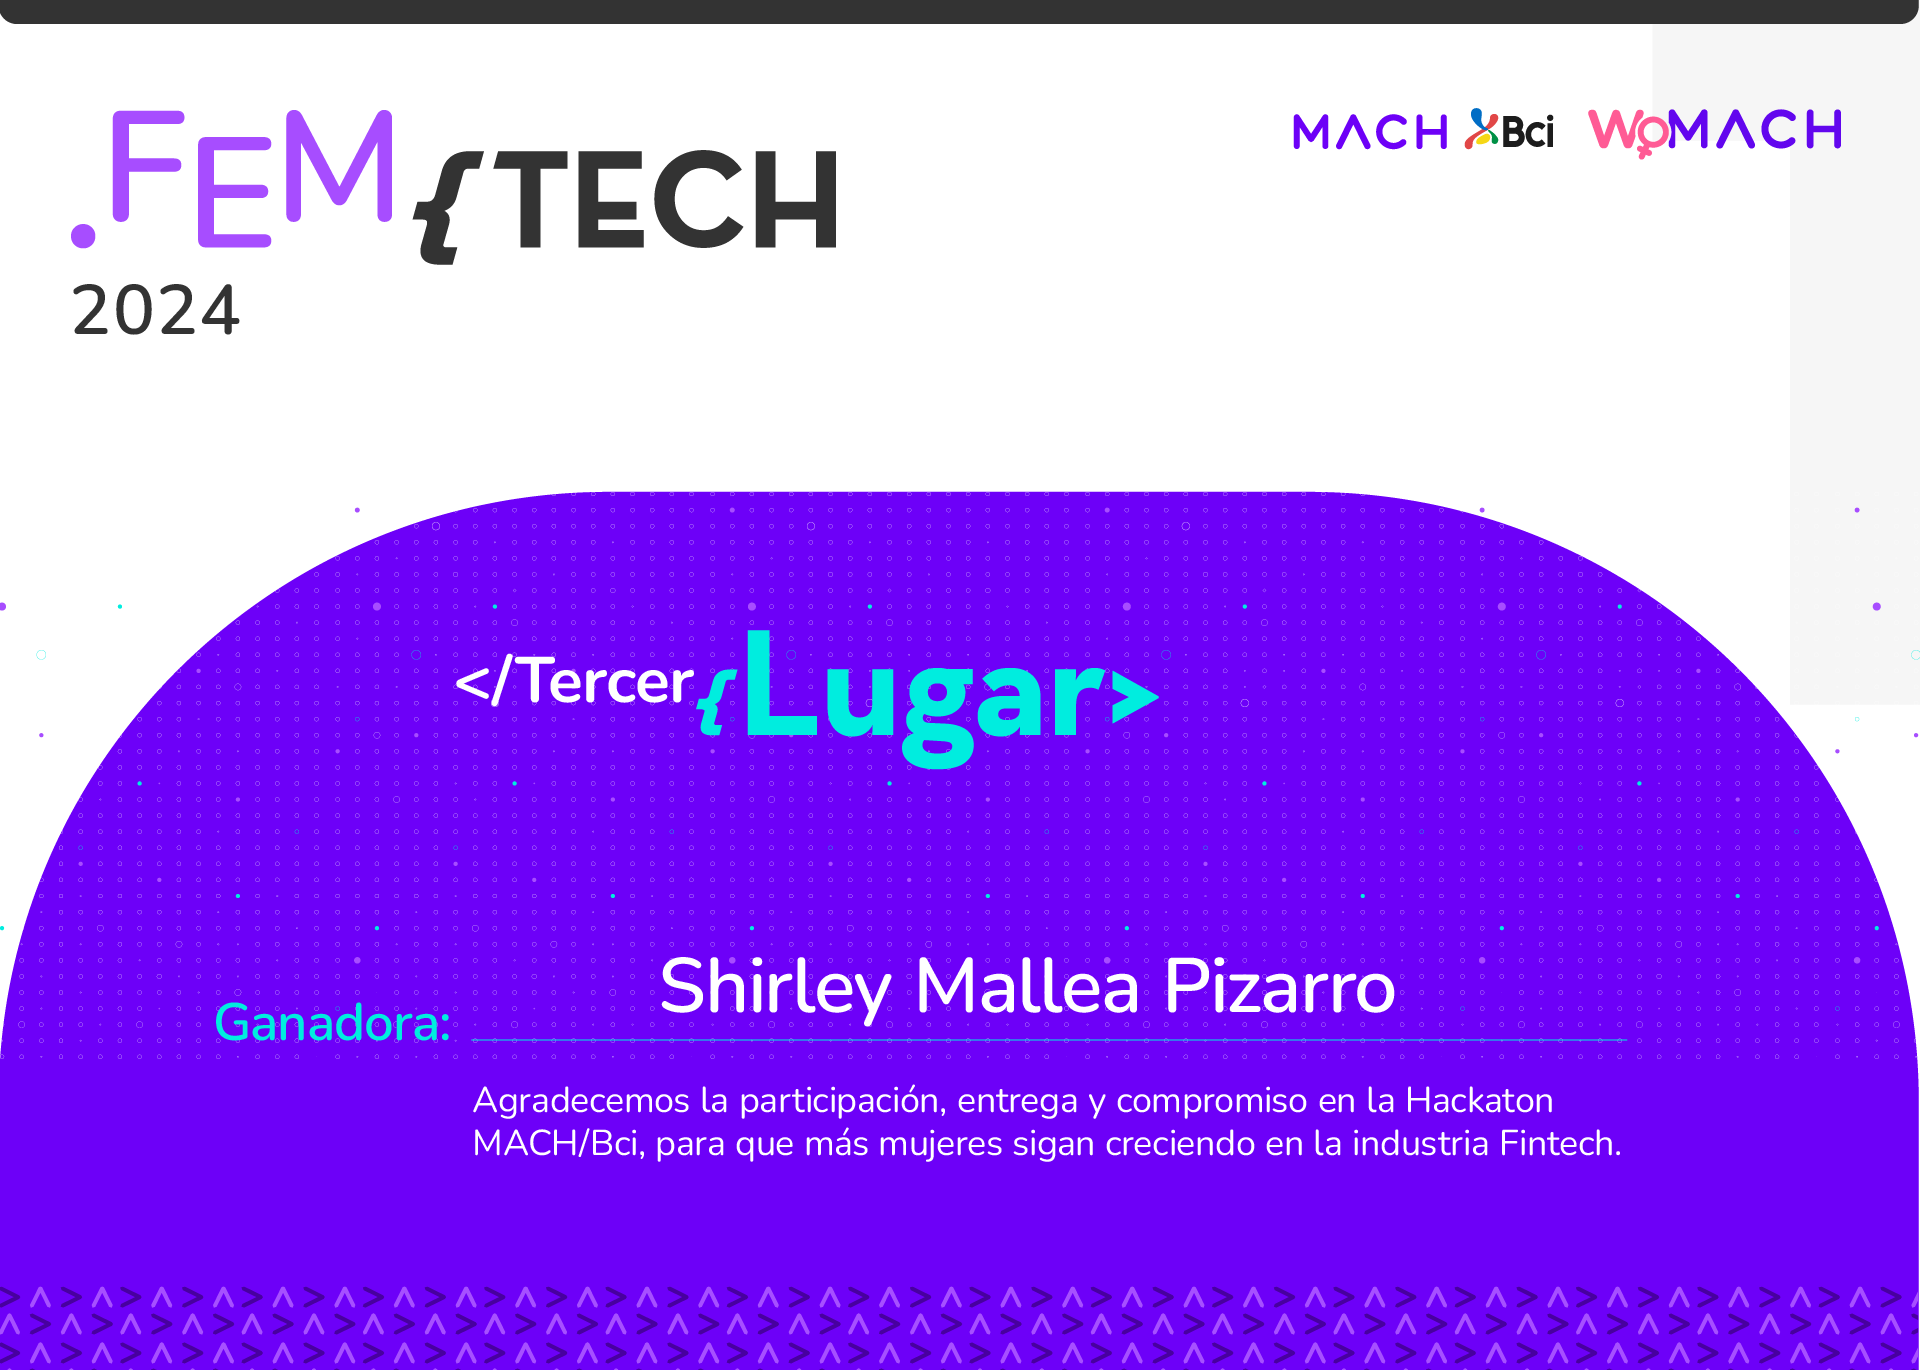 .FEM{TECH
2024
MACH Bci WoMACH
</Tercer{Lugar>
Shirley Mallea Pizarro
Ganadora:
Agradecemos la participación, entrega y compromiso en la Hackaton
MACH/Bci, para que más mujeres sigan creciendo en la industria Fintech.